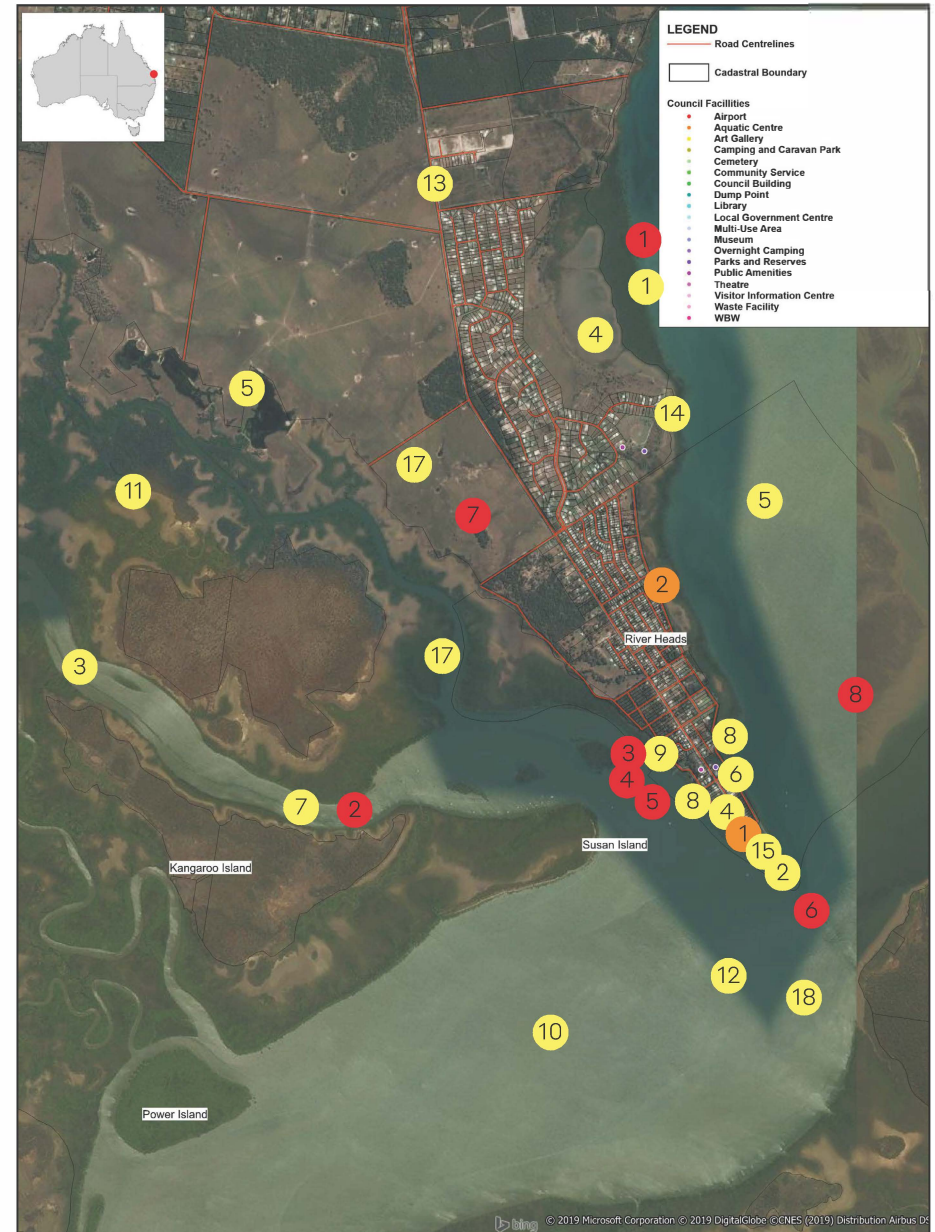 LEGEND
Road Centrelines
Cadastral Boundary
Council Facillities
Airport
Aquatic Centre
Art Gallery
Camping and Caravan Park
Cemetery
Community Service
Council Building
Dump Point
Library
Local Government Centre
Multi-Use Area
Museum
Overnight Camping
Parks and Reserves
Public Amenities
Theatre
Visitor Information Centre
Waste Facility
WBW
13
1
1
4
5
14
17
11
5
7
2
River Heads
17
3
8
8
3
9
6
4
5
8
4
7
2
1
Susan Island
15
Kangaroo Island
2
6
12
18
10
Power Island
bing
© 2019 Microsoft Corporation © 2019 DigitalGlobe ©CNES (2019) Distribution Airbus DS